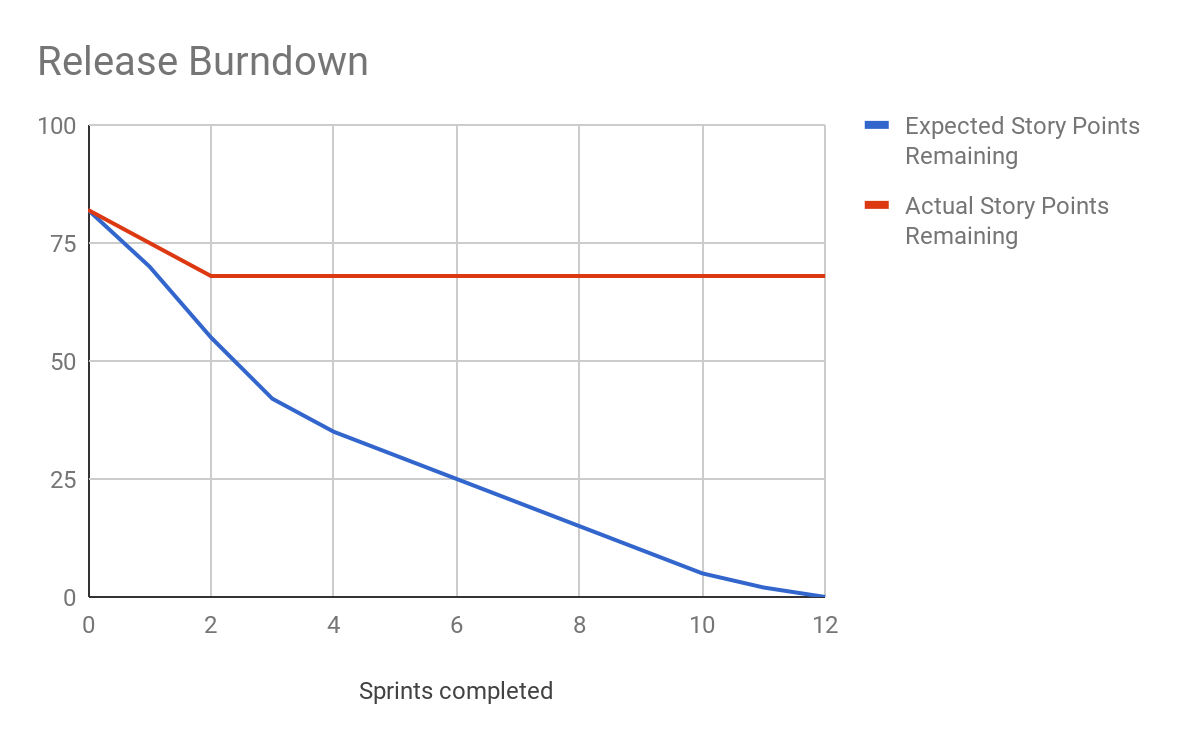 Release Burndown
100
75
50
25
0
0 2 4 6 8 10 12
Sprints completed
Expected Story Points
Remaining
Actual Story Points
Remaining